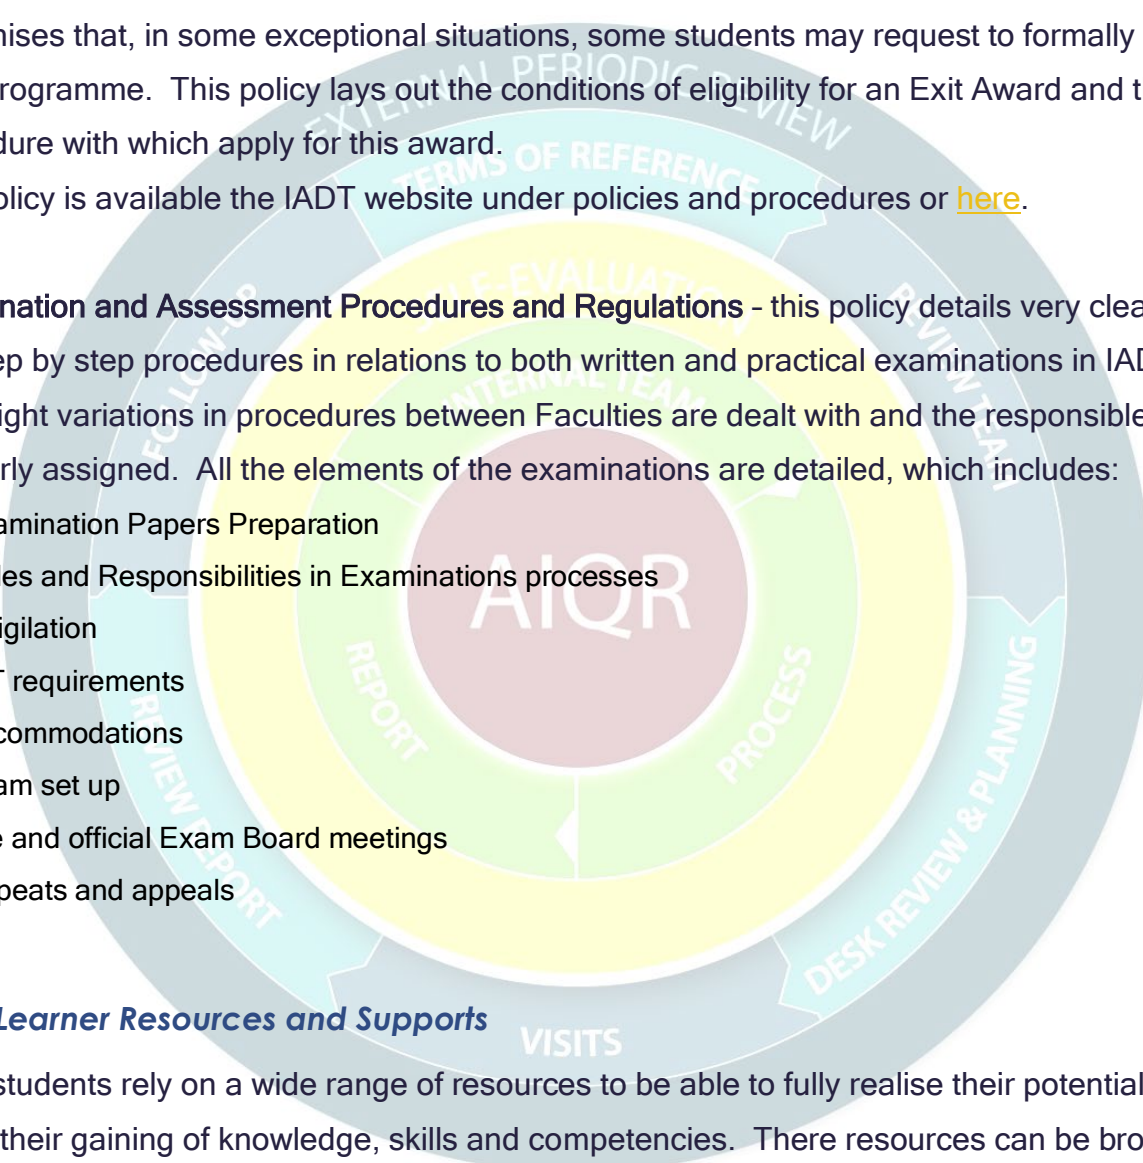 nises that, in some exceptional situations, some students may request to formally
rogramme. This policy lays out the conditions of eligibility for an Exit Award and t
dure with which apply for this award.
olicy is available the IADT website under policies and procedures or here.
nation and Assessment Procedures and Regulations – this policy details very clea
ep by step procedures in relations to both written and practical examinations in IAD
ight variations in procedures between Faculties are dealt with and the responsible
rly assigned. All the elements of the examinations are detailed, which includes:
amination Papers Preparation
les and Responsibilities in Examinations processes
igilation
T requirements
commodations
am set up
e and official Exam Board meetings
peats and appeals
Learner Resources and Supports
students rely on a wide range of resources to be able to fully realise their potential
their gaining of knowledge, skills and competencies. There resources can be bro
EXTERNAL PERIODIC REVIEW
TERMS OF REFERENCE
REVIEW TEAM
DESK REVIEW & PLANNING
VISITS
REVIEW REPORT
FOLLOW-UP
SELF-EVALUATION
INTERNAL TEAM
PROCESS
REPORT
AIQR